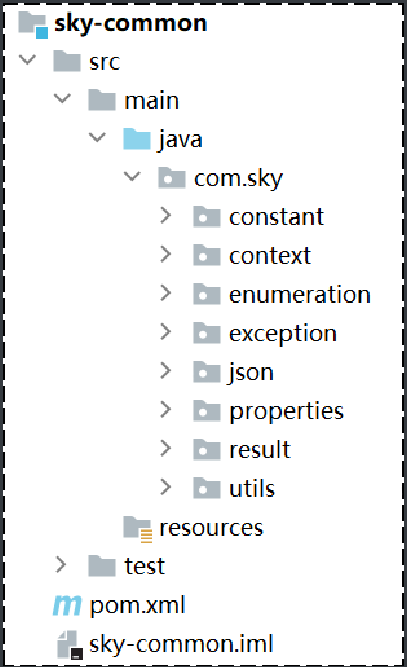 sky-common
src
main
java
com.sky
constant
context
enumeration
exception
json
properties
result
utils
resources
test
pom.xml
sky-common.iml